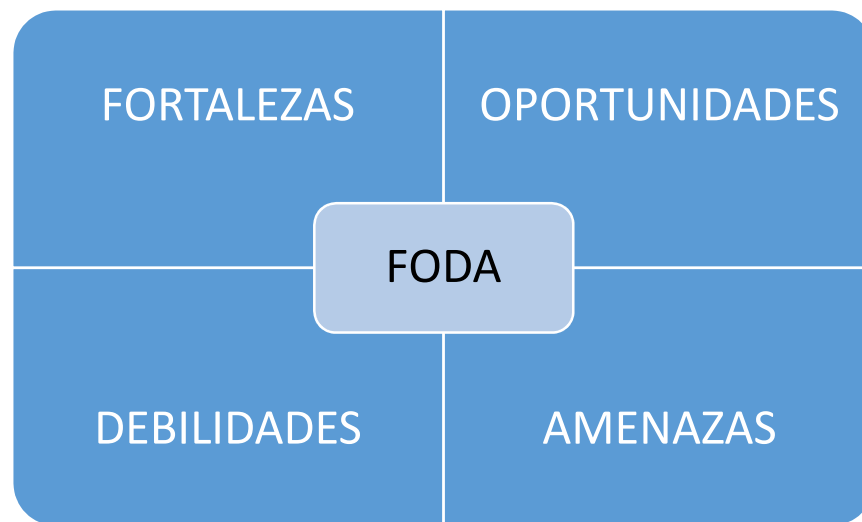 FORTALEZAS
OPORTUNIDADES
FODA
DEBILIDADES
AMENAZAS